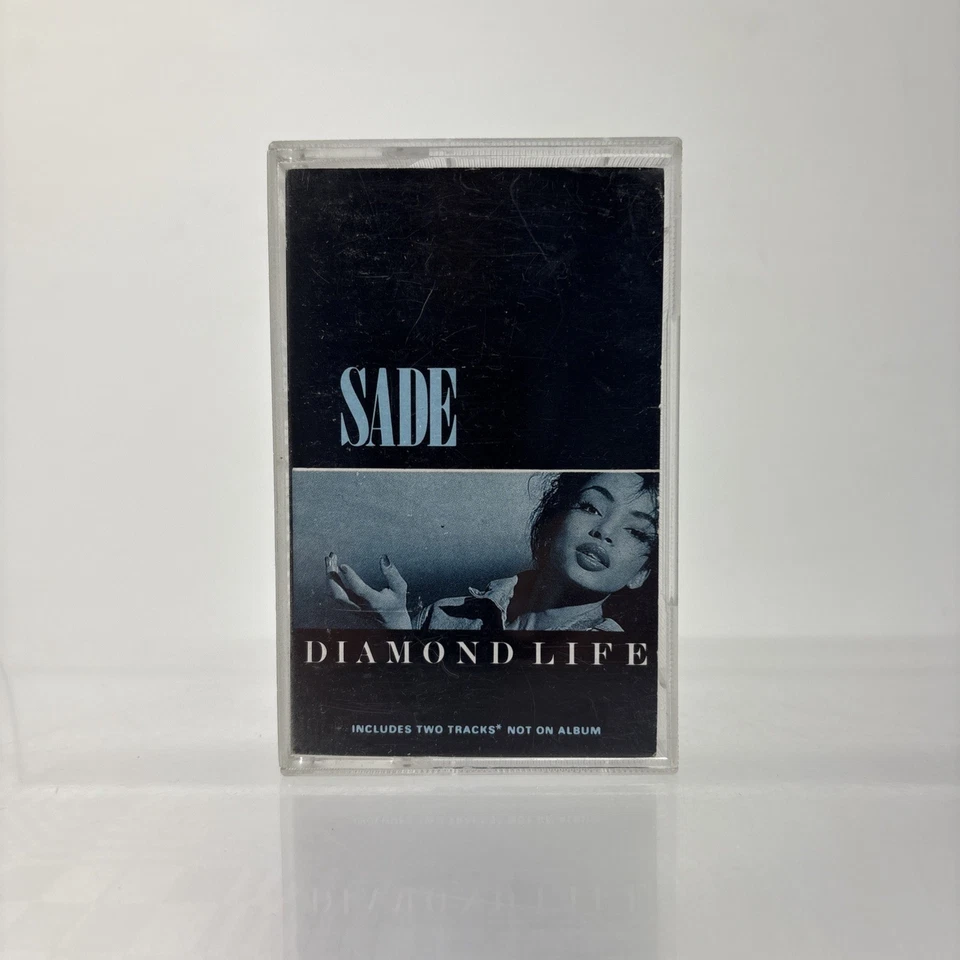 SADE
DIAMOND LIFE
INCLUDES TWO TRACKS* NOT ON ALBUM